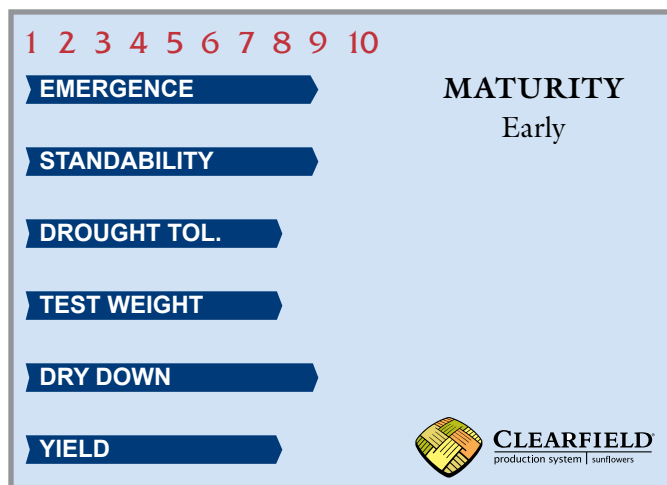 1 2 3 4 5 6 7 8 9 10
EMERGENCE
MATURITY
Early
STANDABILITY
DROUGHT TOL.
TEST WEIGHT
DRY DOWN
YIELD
CLEARFIELD
production system | sunflowers